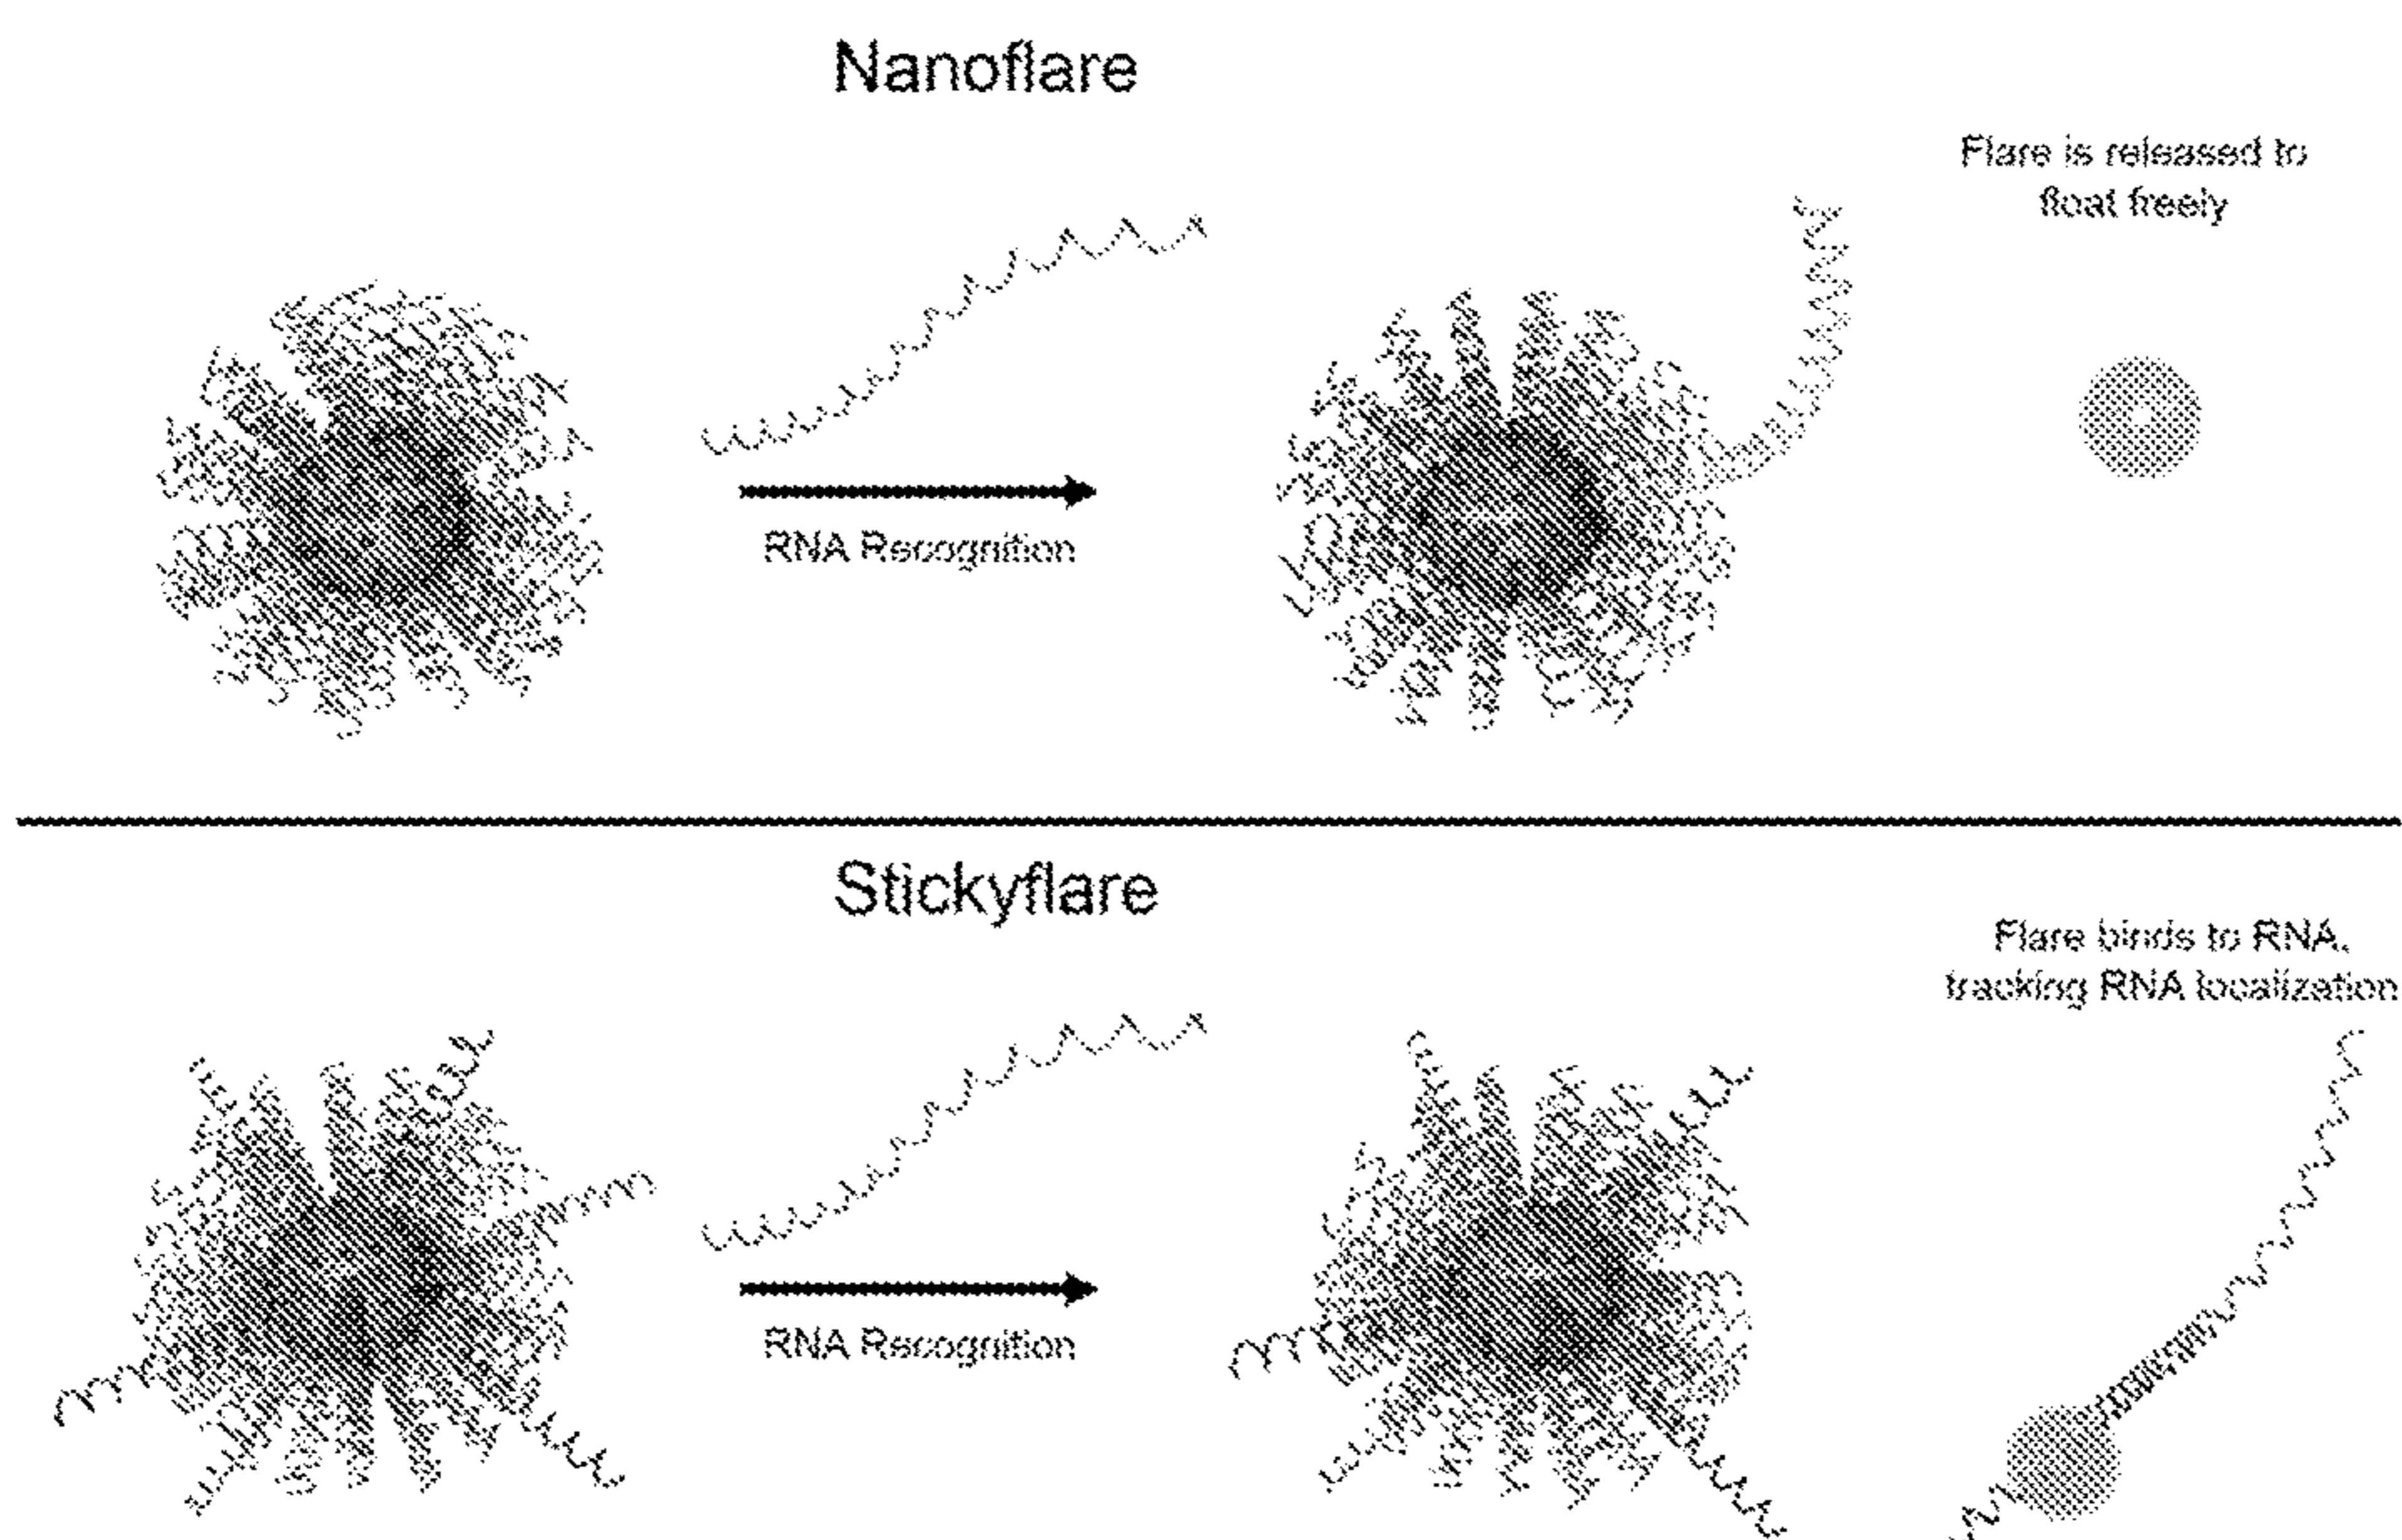 Nanoflare
Flare is released to
float freely
RNA Recognition
Stickyflare
Flare binds to RNA,
tracking RNA localization
RNA Recognition